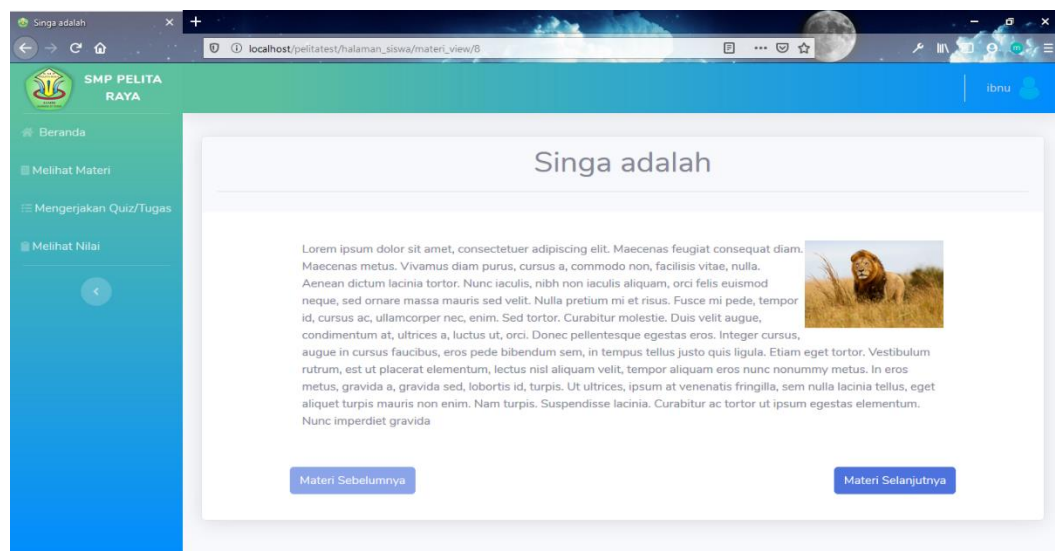 Singa adalah
localhost/pelitatest/halaman_siswa/materi_view/8
SMP PELITA
RAYA
ibnu
Beranda
Melihat Materi
Mengerjakan Quiz/Tugas
Melihat Nilai
Singa adalah
Lorem ipsum dolor sit amet, consectetuer adipiscing elit. Maecenas feugiat consequat diam.
Maecenas metus. Vivamus diam purus, cursus a, commodo non, facilisis vitae, nulla.
Aenean dictum lacinia tortor. Nunc iaculis, nibh non iaculis aliquam, orci felis euismod
neque, sed ornare massa mauris sed velit. Nulla pretium mi et risus. Fusce mi pede, tempor
id, cursus ac, ullamcorper nec, enim. Sed tortor. Curabitur molestie. Duis velit augue,
condimentum at, ultrices a, luctus ut, orci. Donec pellentesque egestas eros. Integer cursus,
augue in cursus faucibus, eros pede bibendum sem, in tempus tellus justo quis ligula. Etiam eget tortor. Vestibulum
rutrum, est ut placerat elementum, lectus nisl aliquam velit, tempor aliquam eros nunc nonummy metus. In eros
metus, gravida a, gravida sed, lobortis id, turpis. Ut ultrices, ipsum at venenatis fringilla, sem nulla lacinia tellus, eget
aliquet turpis mauris non enim. Nam turpis. Suspendisse lacinia. Curabitur ac tortor ut ipsum egestas elementum.
Nunc imperdiet gravida
Materi Sebelumnya
Materi Selanjutnya